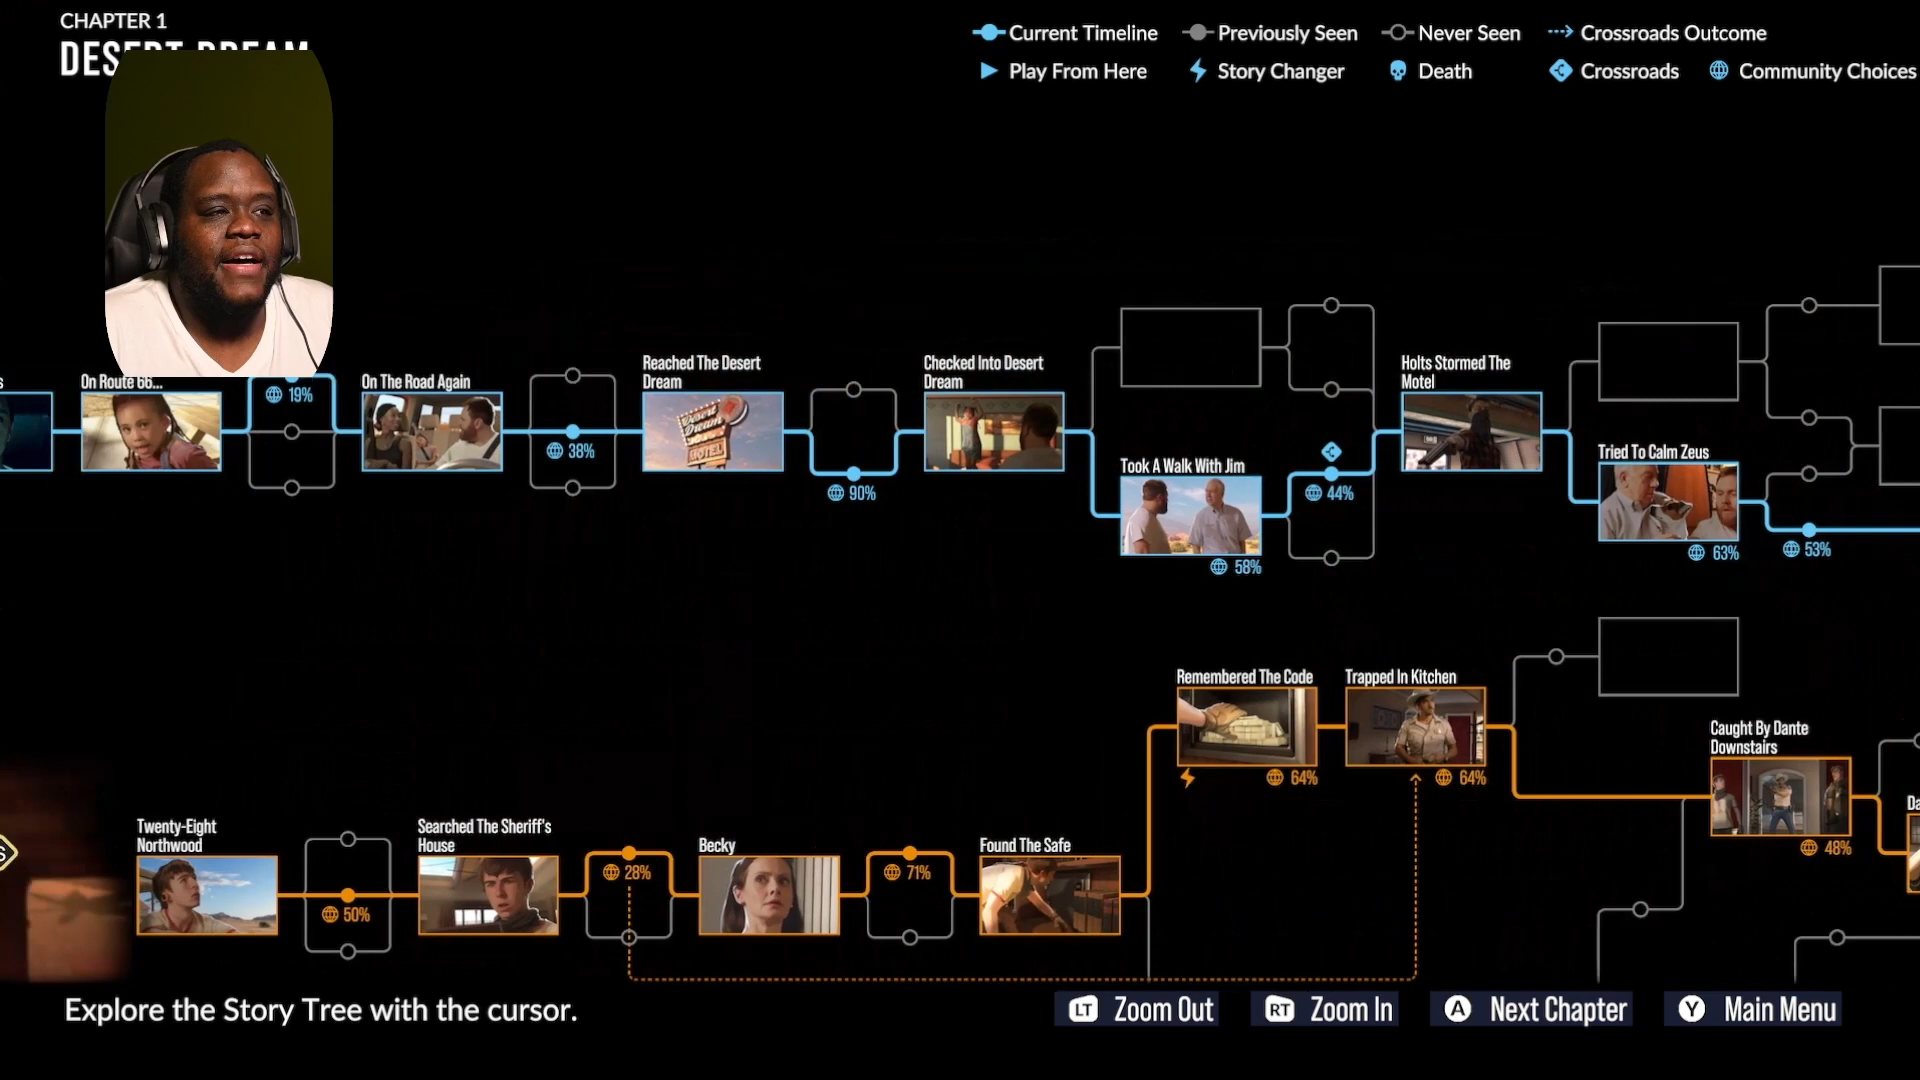 CHAPTER 1
Current Timeline
Previously Seen
Never Seen
Crossroads Outcome
Play From Here
Story Changer
Death
Crossroads
Community Choices
s
On Route 66...
19%
On The Road Again
38%
Reached The Desert
Dream
90%
Checked Into Desert
Dream
Desert
Dream
MOTEL
Took A Walk With Jim
58%
44%
Holts Stormed The
Motel
Tried To Calm Zeus
63%
53%
Remembered The Code
64%
Trapped In Kitchen
64%
Caught By Dante
Downstairs
48%
Da
S
Twenty-Eight
Northwood
50%
Searched The Sheriff's
House
28%
Becky
71%
Found The Safe
Explore the Story Tree with the cursor.
LT Zoom Out
RT Zoom In
A Next Chapter
Y Main Menu